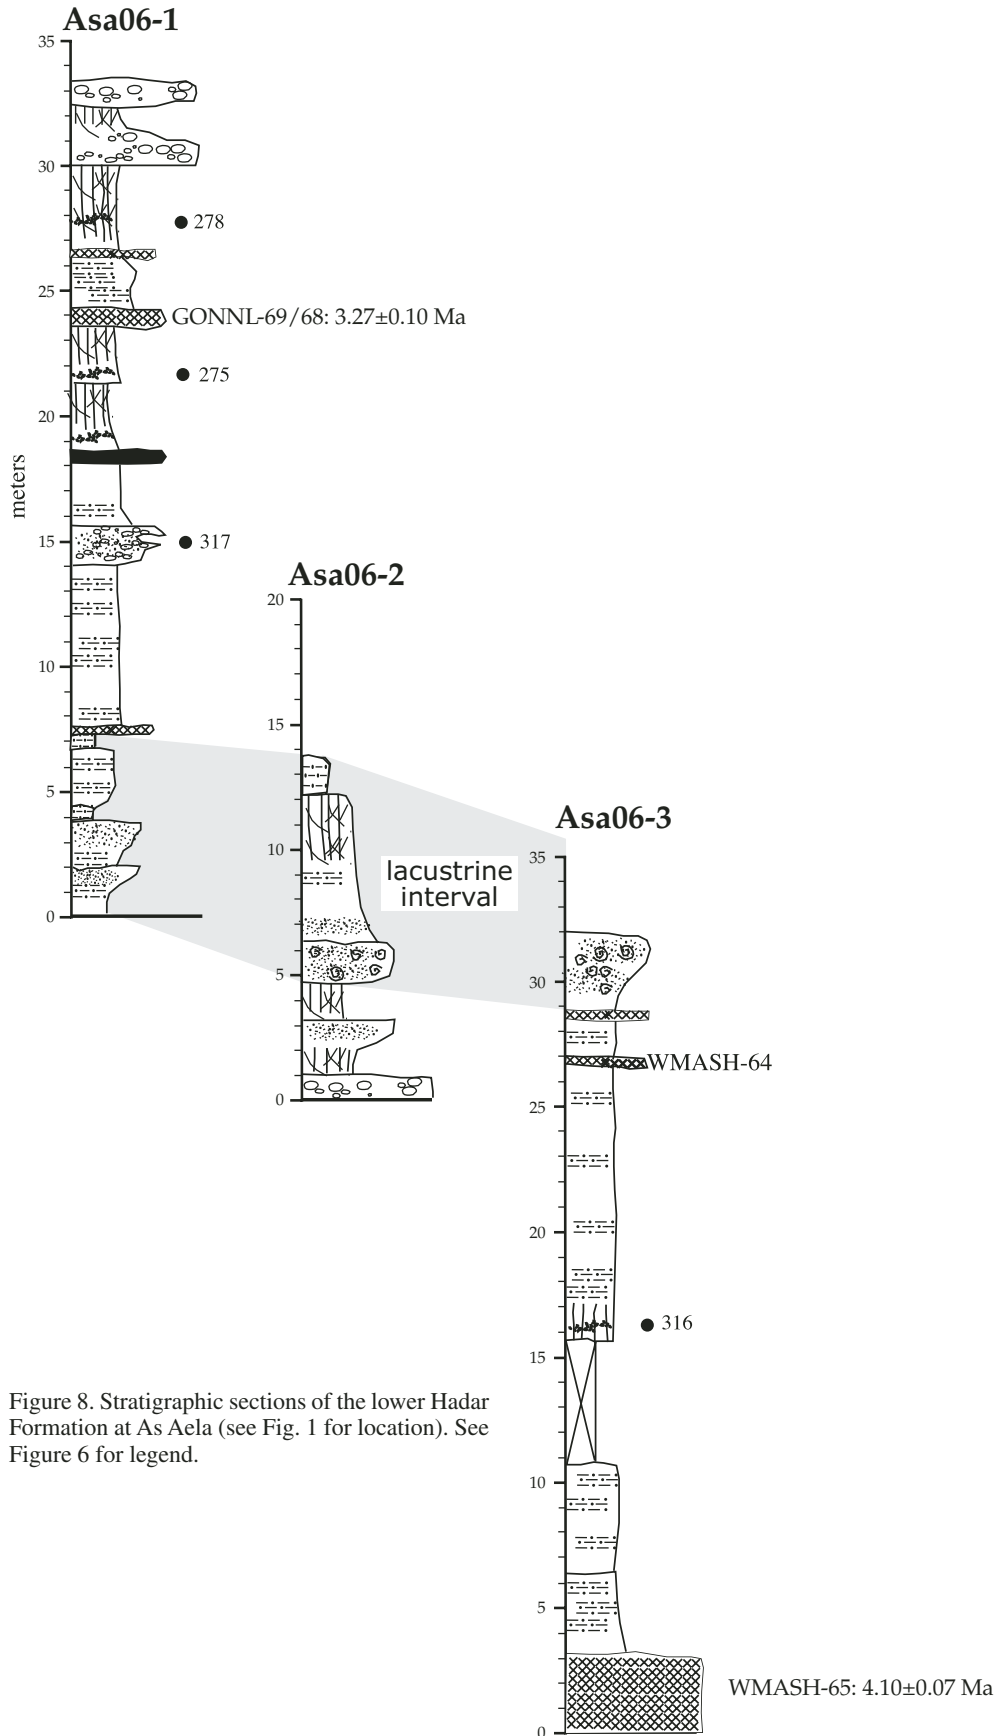 Asa06-1
35
30
278
25
GONNL-69/68: 3.27±0.10 Ma
275
20
meters
15
317
10
5
0
Asa06-2
20
15
10
5
0
lacustrine
interval
Asa06-3
35
30
WMASH-64
25
20
316
15
10
5
WMASH-65: 4.10±0.07 Ma
0
Figure 8. Stratigraphic sections of the lower Hadar
Formation at As Aela (see Fig. 1 for location). See
Figure 6 for legend.